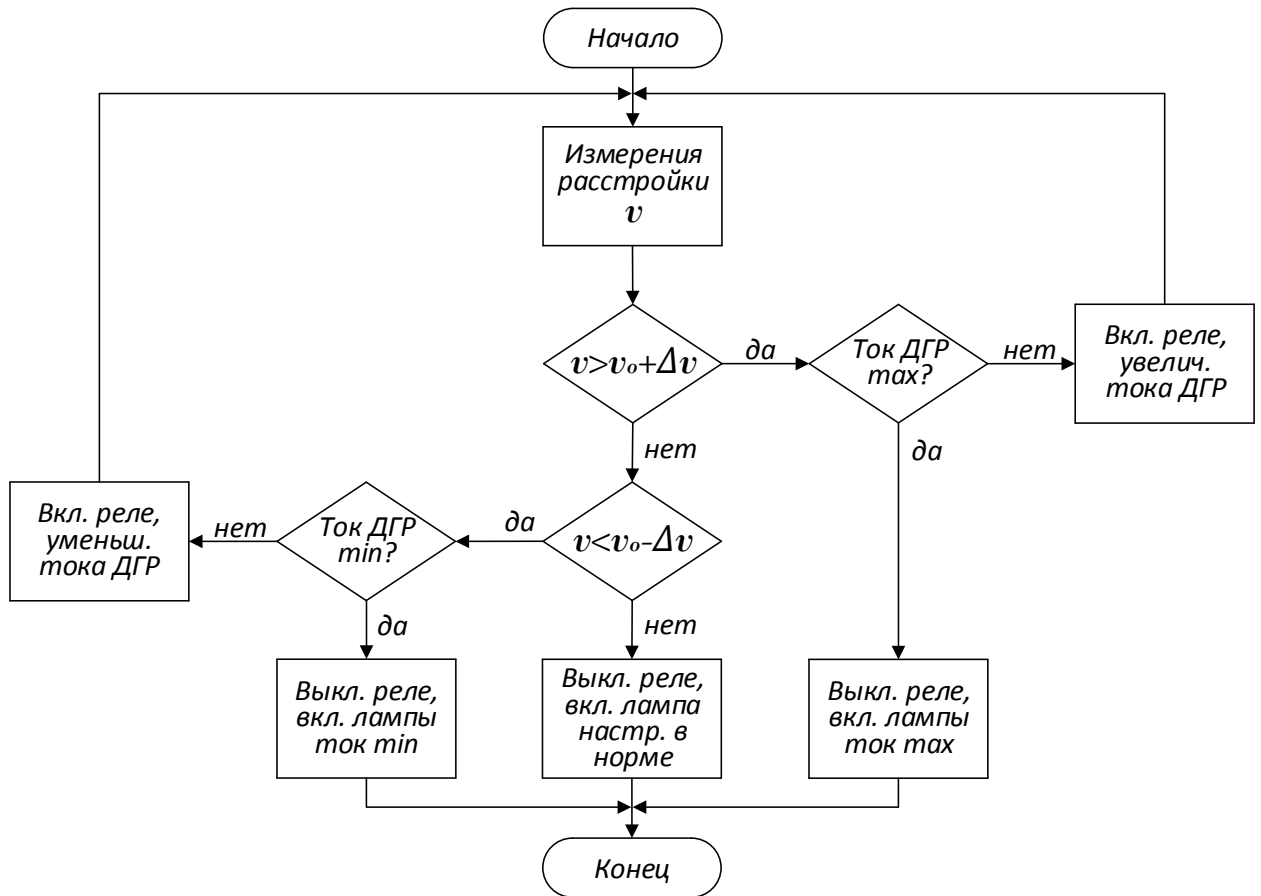 Начало
Измерения
расстройки
v
v>vo+Δv
да
Ток ДГР
max?
нет
Вкл. реле,
увелич.
тока ДГР
нет
да
Вкл. реле,
уменьш.
тока ДГР
нет
Ток ДГР
min?
да
v<vo–Δv
да
нет
Выкл. реле,
вкл. лампы
ток min
Выкл. реле,
вкл. лампа
настр. в
норме
Выкл. реле,
вкл. лампы
ток max
Конец